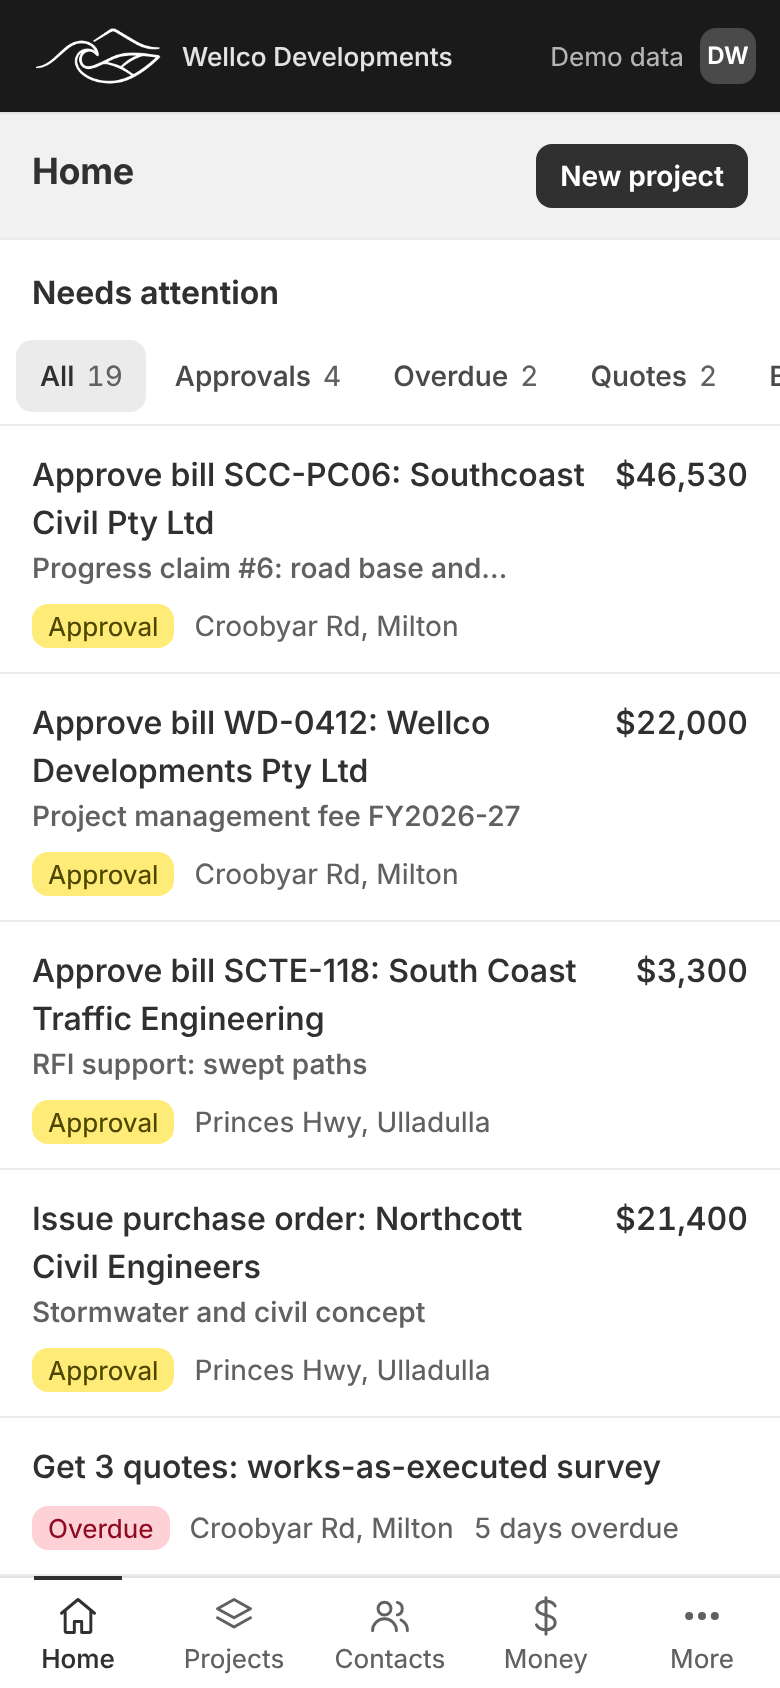 Wellco Developments
Demo data
DW
Home
New project
Needs attention
All 19
Approvals 4
Overdue 2
Quotes 2
Approve bill SCC-PC06: Southcoast
Civil Pty Ltd
$46,530
Progress claim #6: road base and...
Approval
Croobyar Rd, Milton
Approve bill WD-0412: Wellco
Developments Pty Ltd
$22,000
Project management fee FY2026-27
Approval
Croobyar Rd, Milton
Approve bill SCTE-118: South Coast
Traffic Engineering
$3,300
RFI support: swept paths
Approval
Princes Hwy, Ulladulla
Issue purchase order: Northcott
Civil Engineers
$21,400
Stormwater and civil concept
Approval
Princes Hwy, Ulladulla
Get 3 quotes: works-as-executed survey
Overdue
Croobyar Rd, Milton
5 days overdue
Home
Projects
Contacts
Money
More